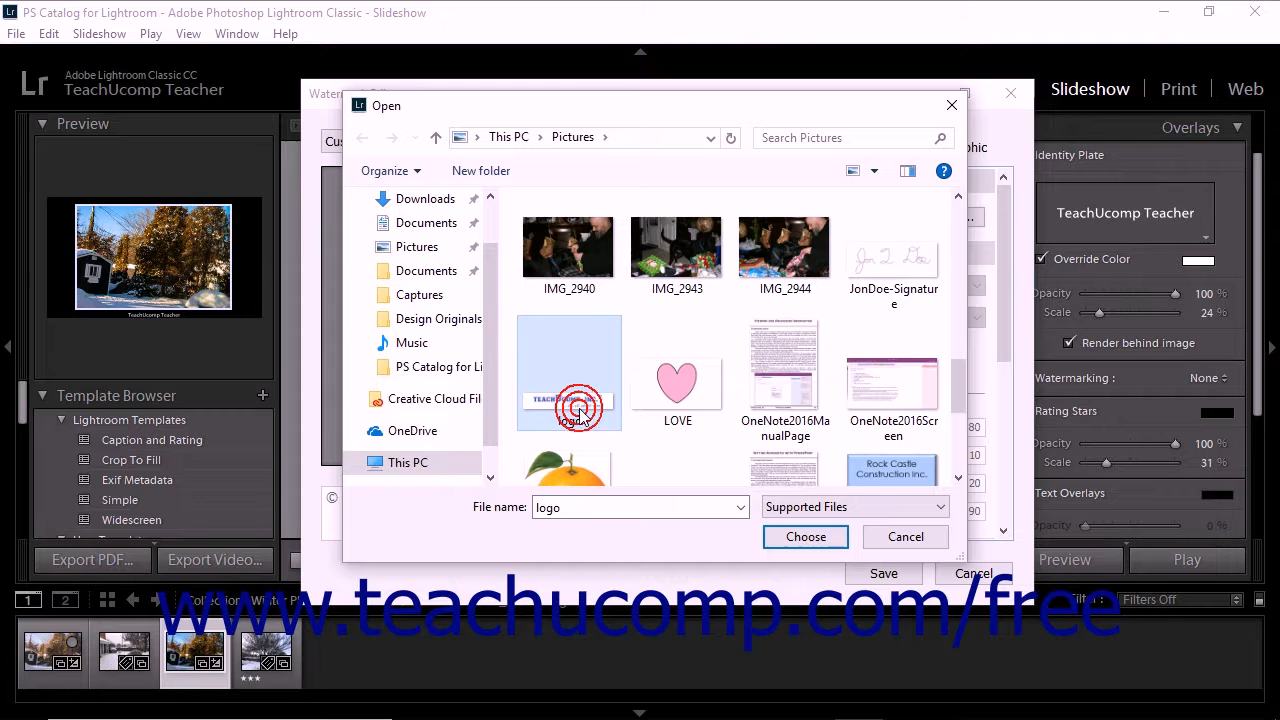 PS Catalog for Lightroom - Adobe Photoshop Lightroom Classic - Slideshow
File Edit Slideshow Play View Window Help
Lr Adobe Lightroom Classic CC
TeachUcomp Teacher
Slideshow | Print | Web
Preview
TeachUcomp Teacher
Template Browser
Lightroom Templates
Caption and Rating
Crop To Fill
Exif Metadata
Simple
Widescreen
Export PDF...
Export Video...
Open
This PC
Pictures
Search Pictures
Organize
New folder
Downloads
Documents
Pictures
Documents
Captures
Design Originals
Music
PS Catalog for Li
Creative Cloud Fil
OneDrive
This PC
IMG_2940
IMG_2943
IMG_2944
JonDoe-Signatur
e
logo
LOVE
OneNote2016Ma
nualPage
OneNote2016Scr
een
Rock Castle
Construction Inc.
File name: logo
Supported Files
Choose
Cancel
Save
Cancel
Overlays
Identity Plate
TeachUcomp Teacher
Override Color
Opacity 100 %
Scale 24 %
Render behind image
Watermarking: None
Rating Stars
Opacity 100 %
Scale 31 %
Text Overlays
Opacity 0 %
Preview
Play
1 2
Filter: Filters Off
www.teachucomp.com/free